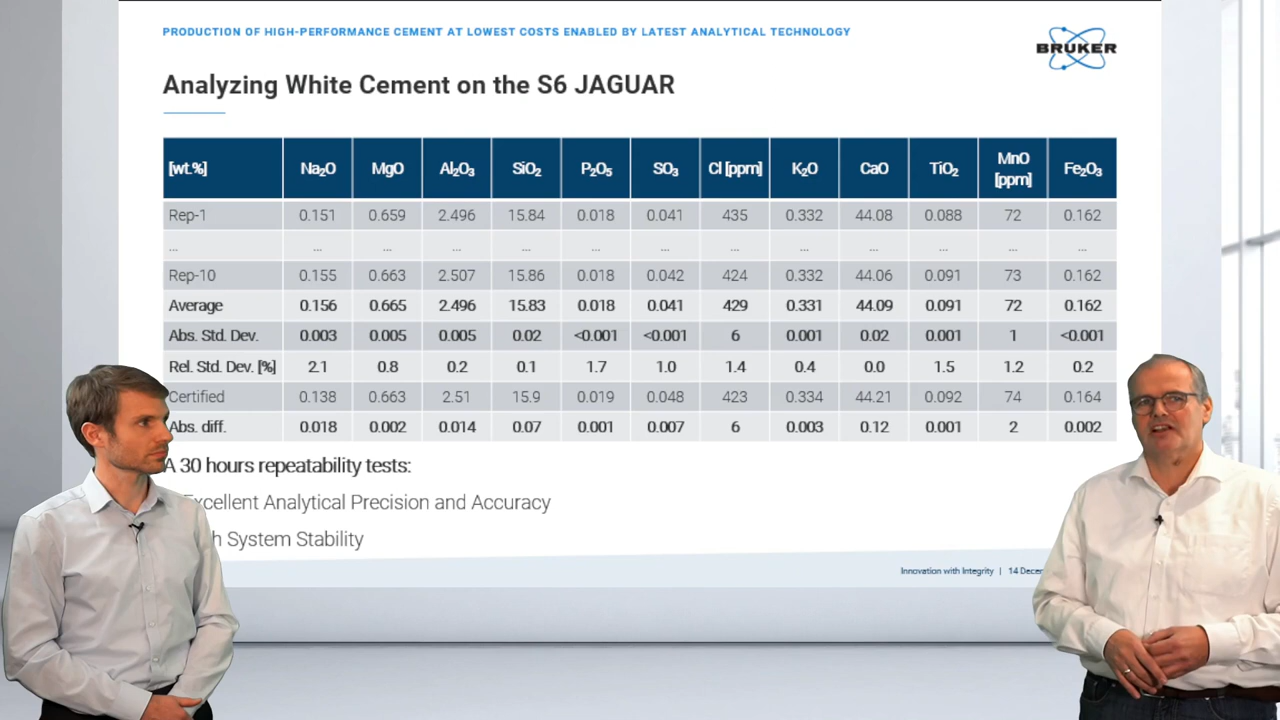 PRODUCTION OF HIGH-PERFORMANCE CEMENT AT LOWEST COSTS ENABLED BY LATEST ANALYTICAL TECHNOLOGY
BRUKER
Analyzing White Cement on the S6 JAGUAR
[wt.%] Na₂O MgO Al₂O₃ SiO₂ P₂O₅ SO₃ Cl [ppm] K₂O CaO TiO₂ MnO [ppm] Fe₂O₃
Rep-1 0.151 0.659 2.496 15.84 0.018 0.041 435 0.332 44.08 0.088 72 0.162
... ... ... ... ... ... ... ... ... ... ... ... ...
Rep-10 0.155 0.663 2.507 15.86 0.018 0.042 424 0.332 44.06 0.091 73 0.162
Average 0.156 0.665 2.496 15.83 0.018 0.041 429 0.331 44.09 0.091 72 0.162
Abs. Std. Dev. 0.003 0.005 0.005 0.02 <0.001 <0.001 6 0.001 0.02 0.001 1 <0.001
Rel. Std. Dev. [%] 2.1 0.8 0.2 0.1 1.7 1.0 1.4 0.4 0.0 1.5 1.2 0.2
Certified 0.138 0.663 2.51 15.9 0.019 0.048 423 0.334 44.21 0.092 74 0.164
Abs. diff. 0.018 0.002 0.014 0.07 0.001 0.007 6 0.003 0.12 0.001 2 0.002
A 30 hours repeatability tests:
Excellent Analytical Precision and Accuracy
System Stability
Innovation with Integrity | 14